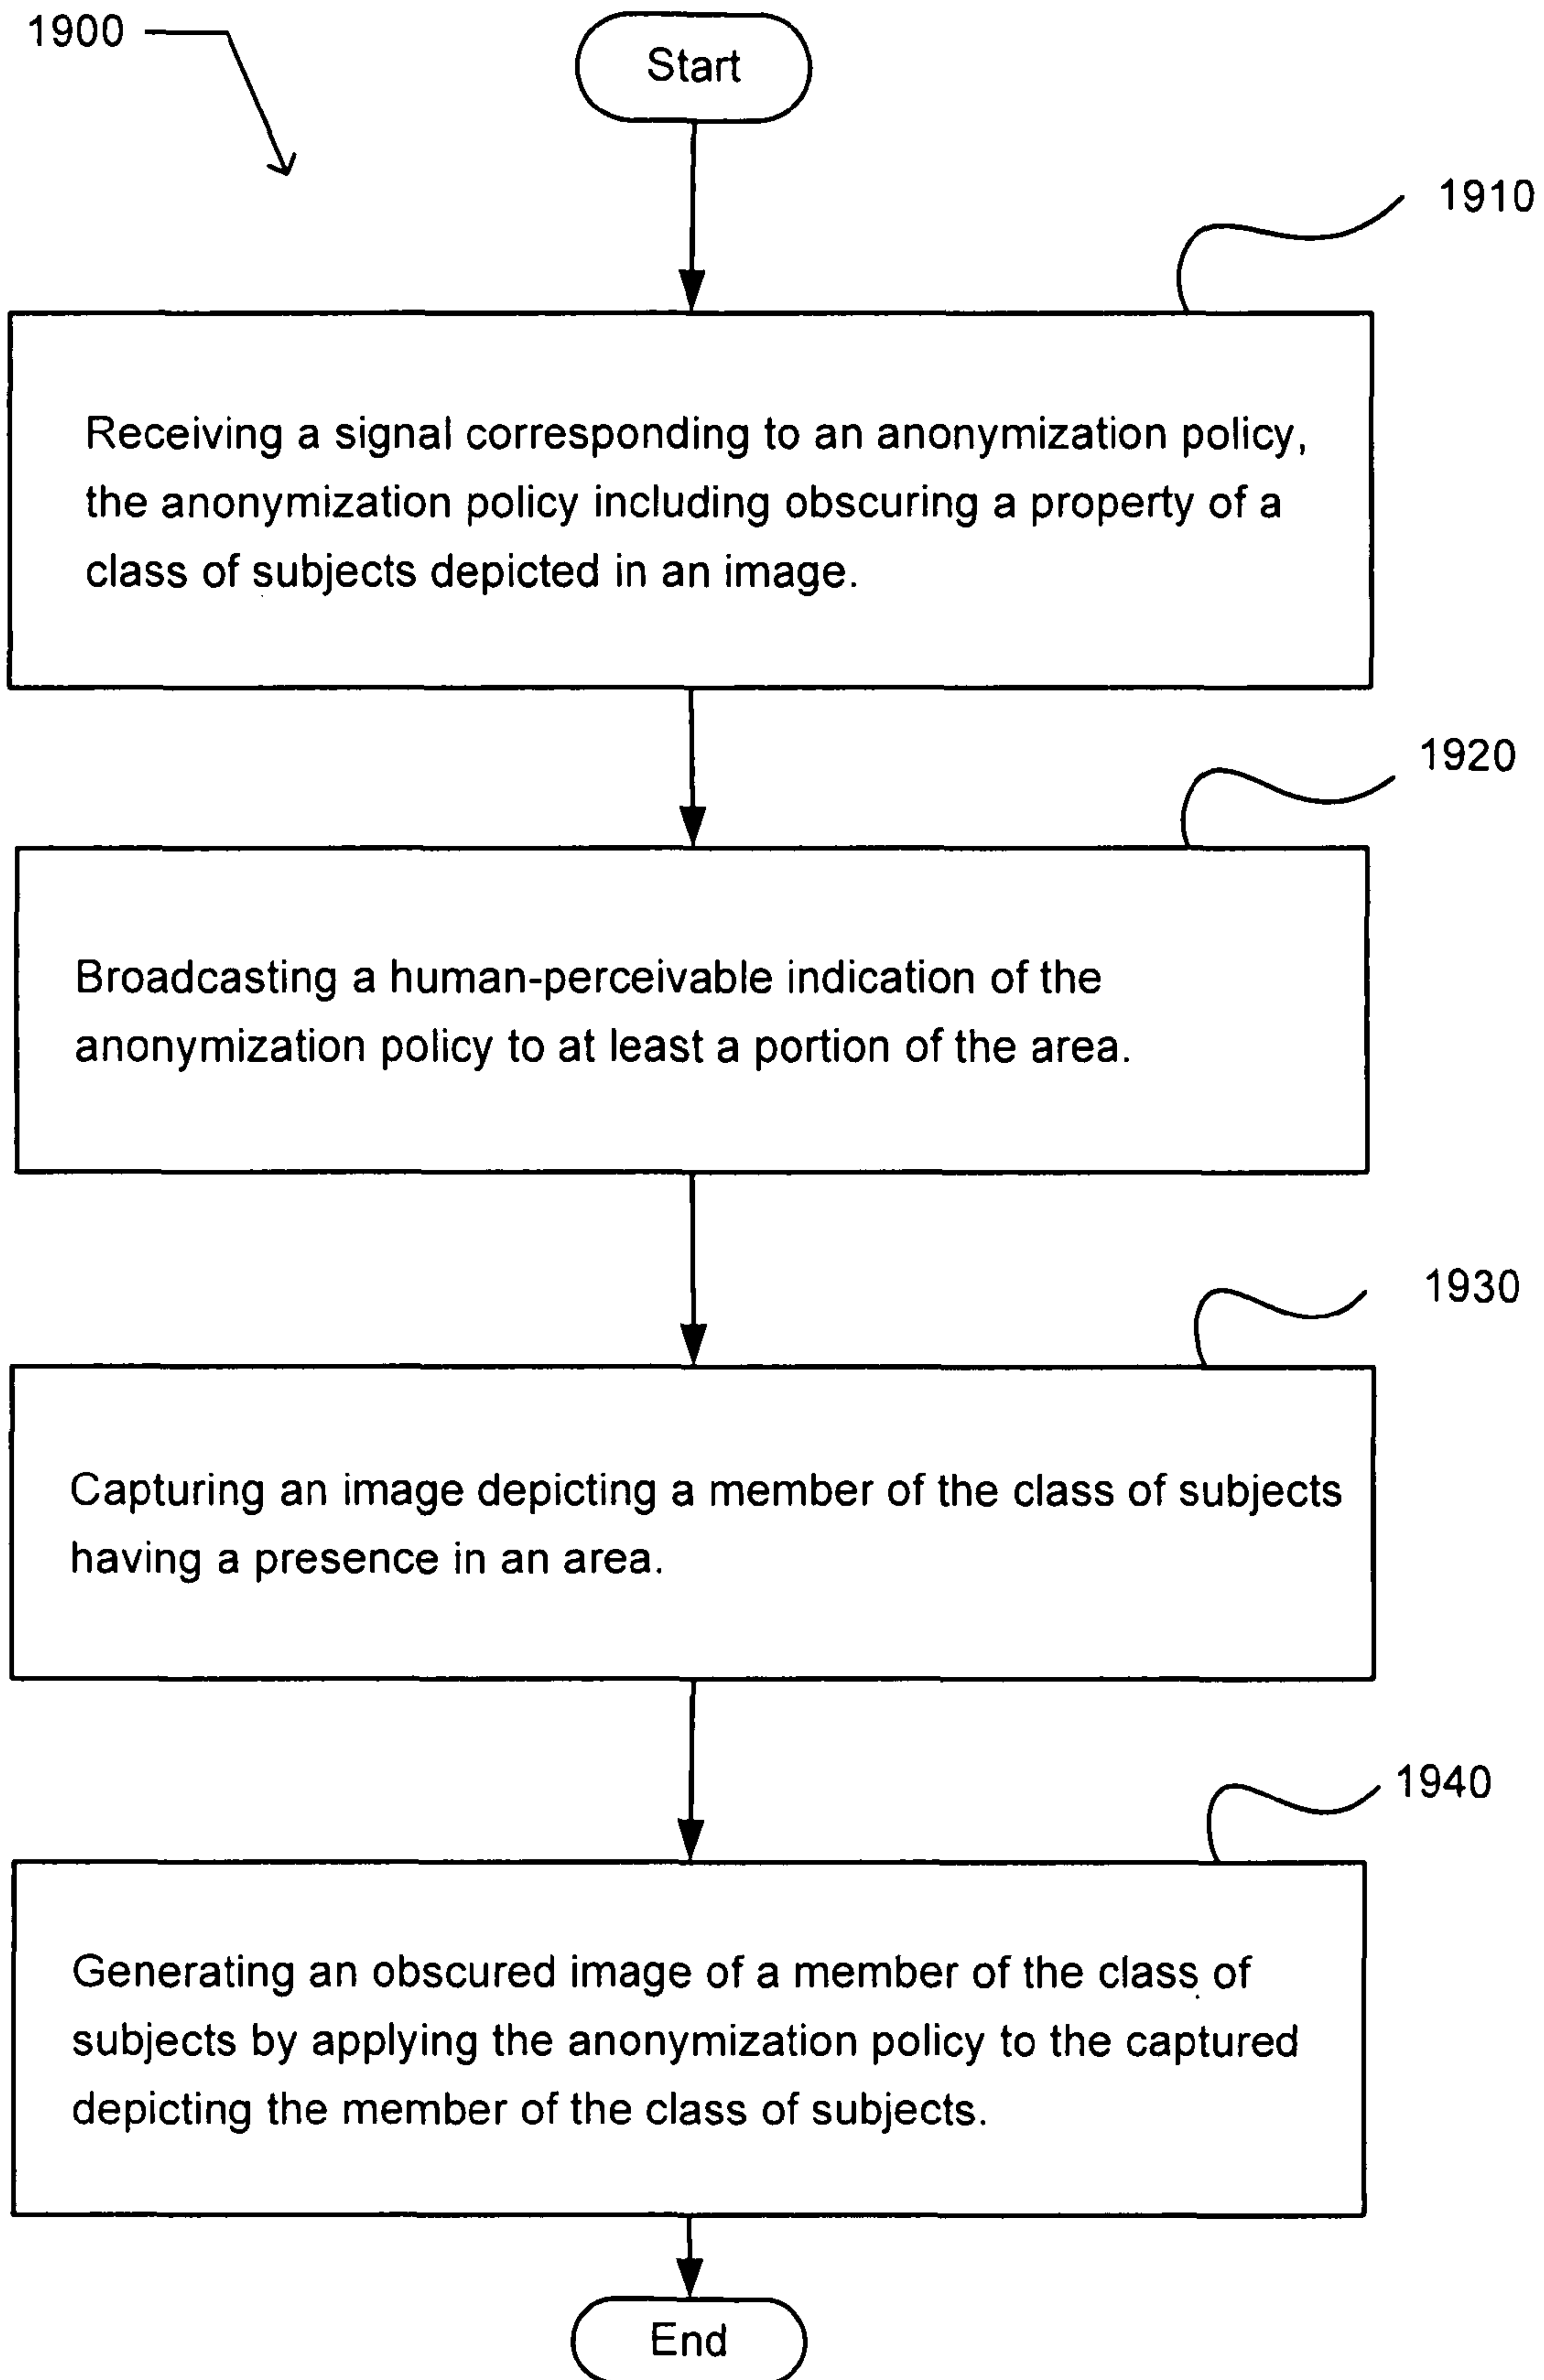 1900
Start
1910
Receiving a signal corresponding to an anonymization policy,
the anonymization policy including obscuring a property of a
class of subjects depicted in an image.
1920
Broadcasting a human-perceivable indication of the
anonymization policy to at least a portion of the area.
1930
Capturing an image depicting a member of the class of subjects
having a presence in an area.
1940
Generating an obscured image of a member of the class of
subjects by applying the anonymization policy to the captured
depicting the member of the class of subjects.
End